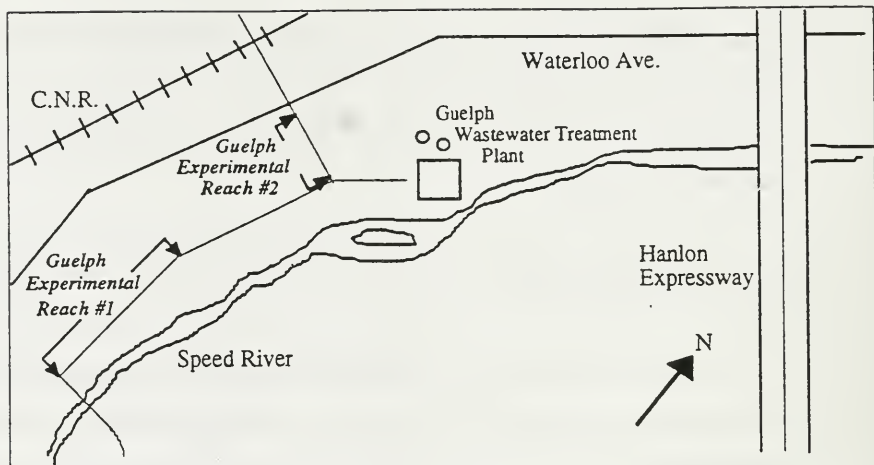 Waterloo Ave.
C.N.R.
Guelph
Wastewater Treatment
Plant
Guelph
Experimental
Reach #2
Guelph
Experimental
Reach #1
Hanlon
Expressway
Speed River
N